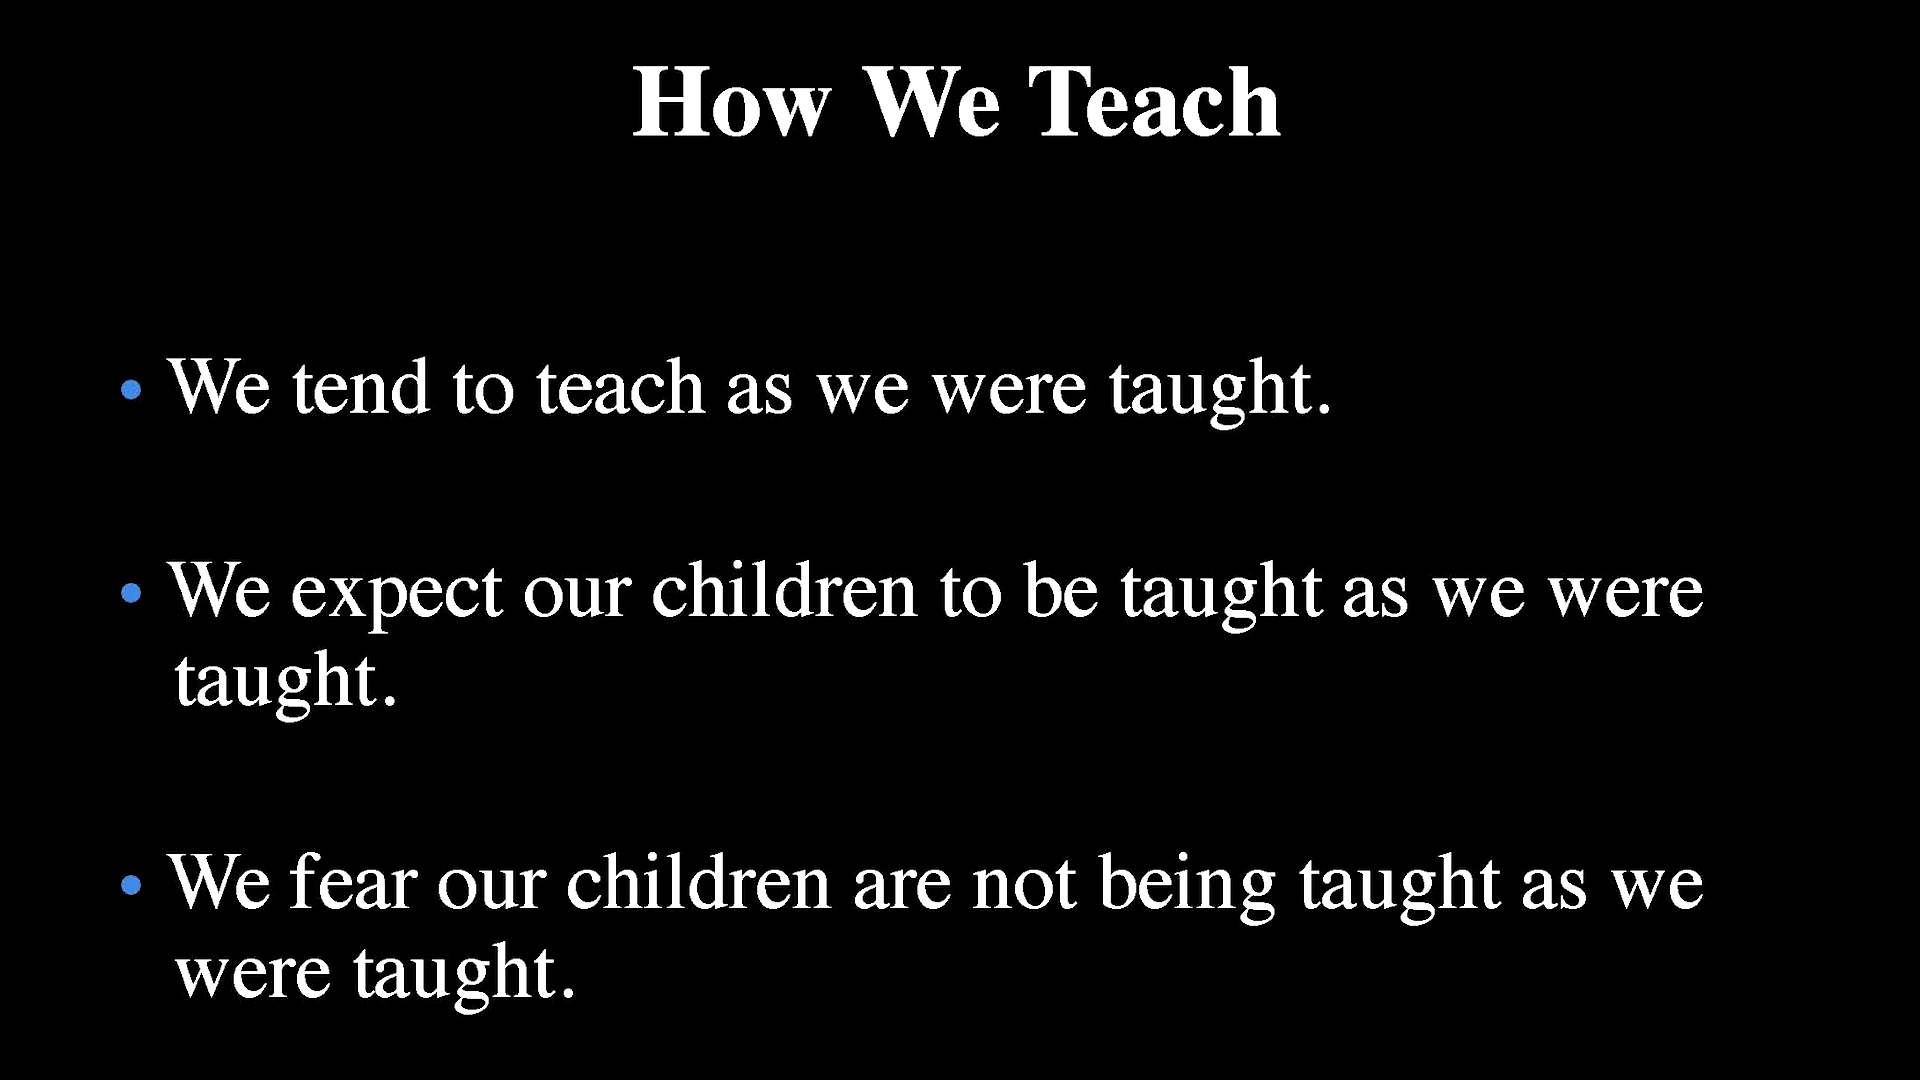 How We Teach
• We tend to teach as we were taught.
• We expect our children to be taught as we were
taught.
• We fear our children are not being taught as we
were taught.